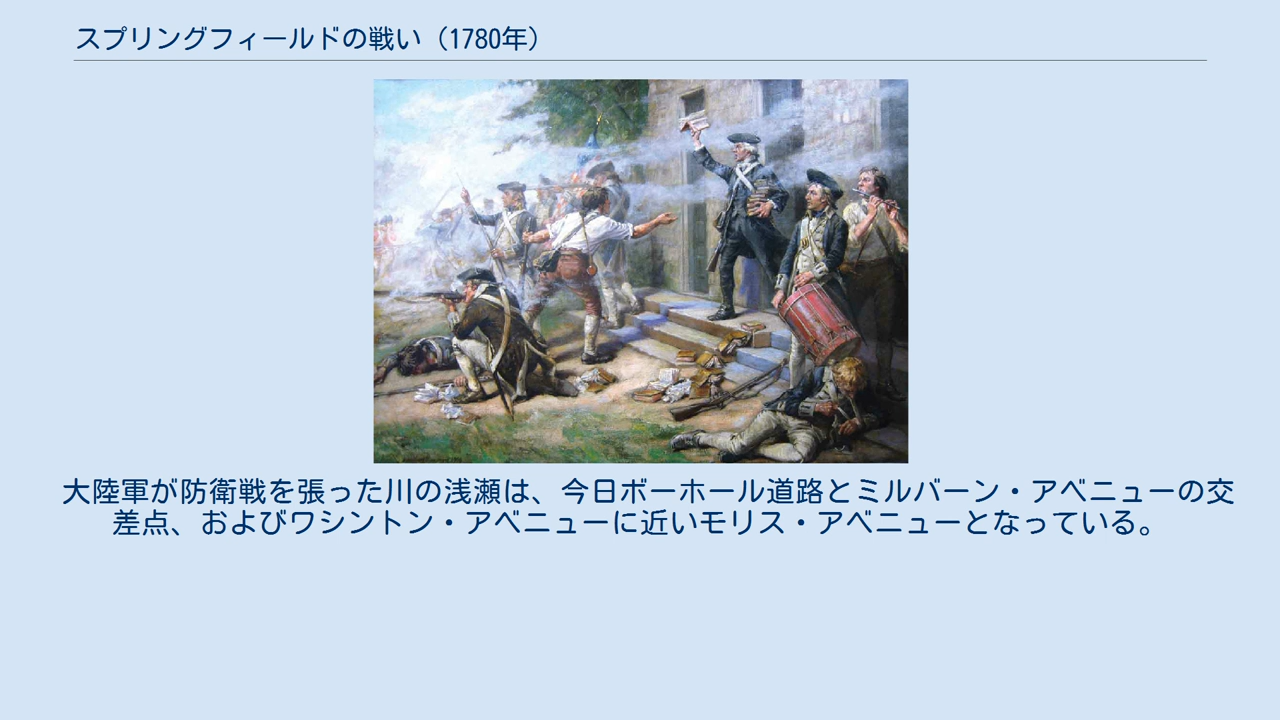 スプリングフィールドの戦い（1780年）
大陸軍が防衛戦を張った川の浅瀬は、今日ボーホール道路とミルバーン・アベニューの交
差点、およびワシントン・アベニューに近いモリス・アベニューとなっている。